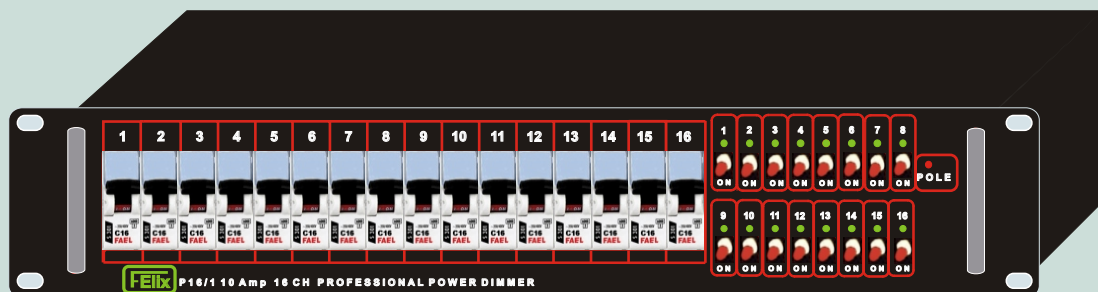 1 2 3 4 5 6 7 8 9 10 11 12 13 14 15 16
C16 C16 C16 C16 C16 C16 C16 C16 C16 C16 C16 C16 C16 C16 C16 C16
FAEL FAEL FAEL FAEL FAEL FAEL FAEL FAEL FAEL FAEL FAEL FAEL FAEL FAEL FAEL FAEL
1 2 3 4 5 6 7 8
ON ON ON ON ON ON ON ON
POLE
9 10 11 12 13 14 15 16
ON ON ON ON ON ON ON ON
FElix P16/1 10 Amp 16 CH PROFESSIONAL POWER DIMMER